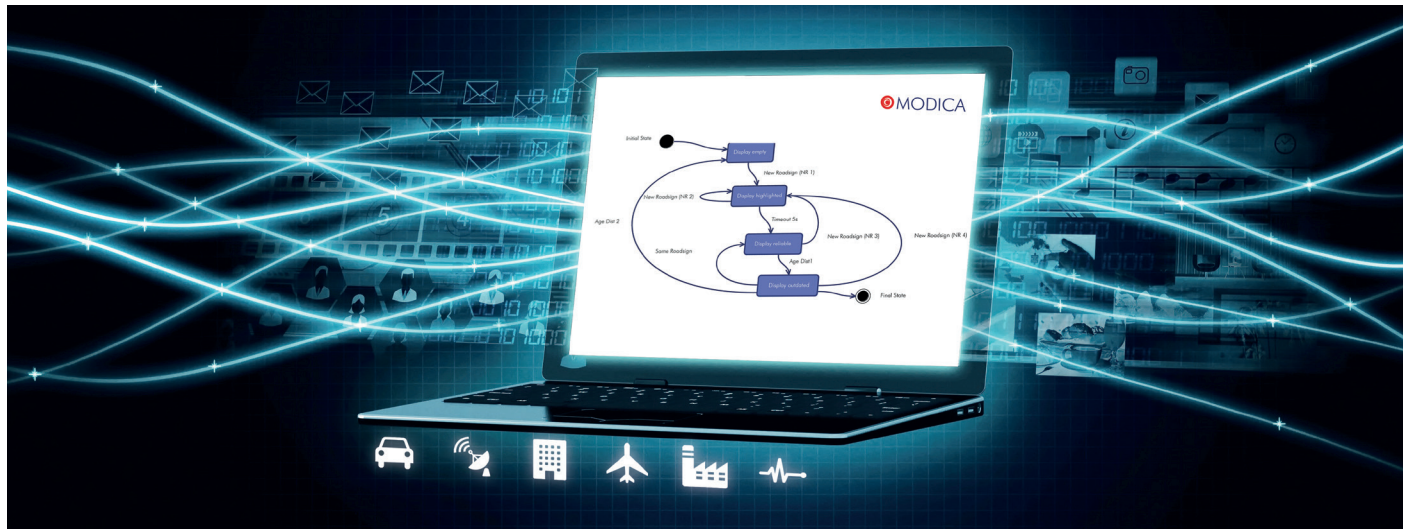 MODICA
Initial State
Display empty
New Roadsign (NR 1)
New Roadsign (NR 2)
Display highlighted
Age Dist 2
Timeout 5s
New Roadsign (NR 3)
New Roadsign (NR 4)
Same Roadsign
Display reliable
Age Dist1
Display outdated
Final State